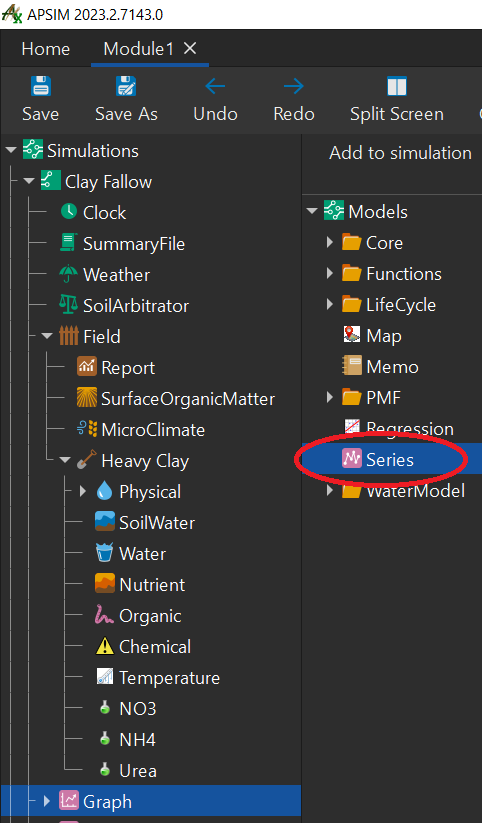 APSIM 2023.2.7143.0
Home
Module1
Save
Save As
Undo
Redo
Split Screen
Simulations
Clay Fallow
Clock
SummaryFile
Weather
SoilArbitrator
Field
Report
SurfaceOrganicMatter
MicroClimate
Heavy Clay
Physical
SoilWater
Water
Nutrient
Organic
Chemical
Temperature
NO3
NH4
Urea
Graph
Add to simulation
Models
Core
Functions
LifeCycle
Map
Memo
PMF
Regression
Series
WaterModel